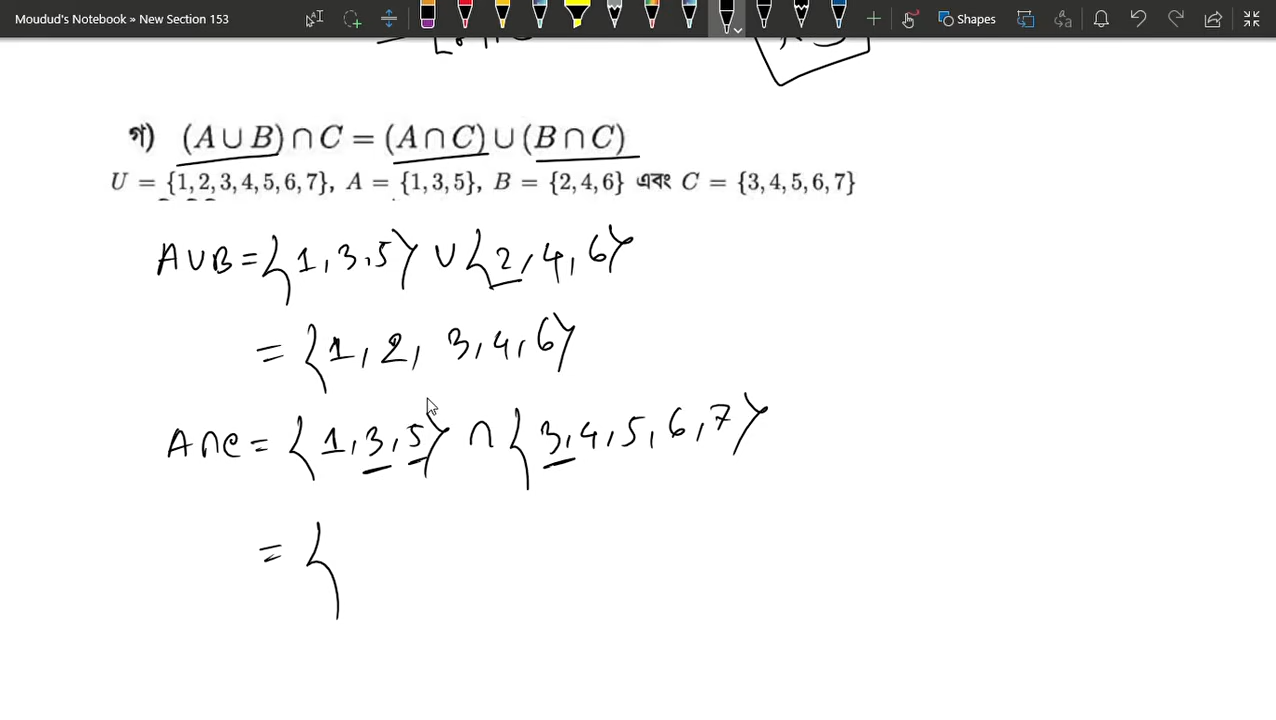 Moudud's Notebook » New Section 153
Shapes
গ) (A ∪ B) ∩ C = (A ∩ C) ∪ (B ∩ C)
U = {1, 2, 3, 4, 5, 6, 7}, A = {1, 3, 5}, B = {2, 4, 6} এবং C = {3, 4, 5, 6, 7}
A∪B = {1, 3, 5} ∪ {2, 4, 6}
= {1, 2, 3, 4, 6}
A∩C = {1, 3, 5} ∩ {3, 4, 5, 6, 7}
= {